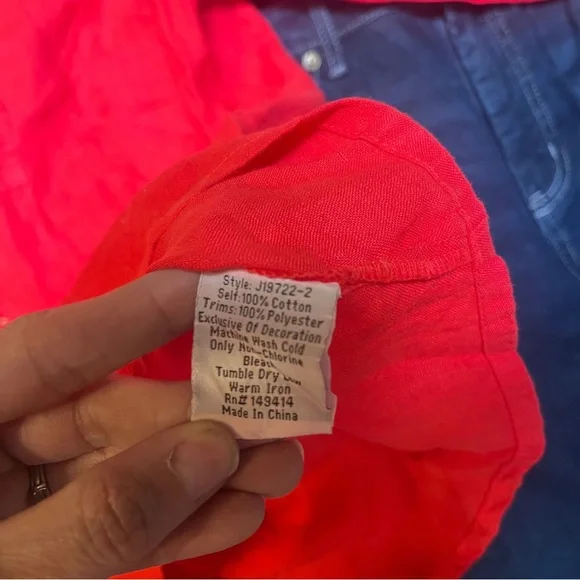 Style: J19722-2
Self:100% Cotton
Trims:100% Polyester
Exclusive Of Decoration
Machine Wash Cold
Only Non-Chlorine
Bleach
Tumble Dry Low
Warm Iron
Rn# 149414
Made In China